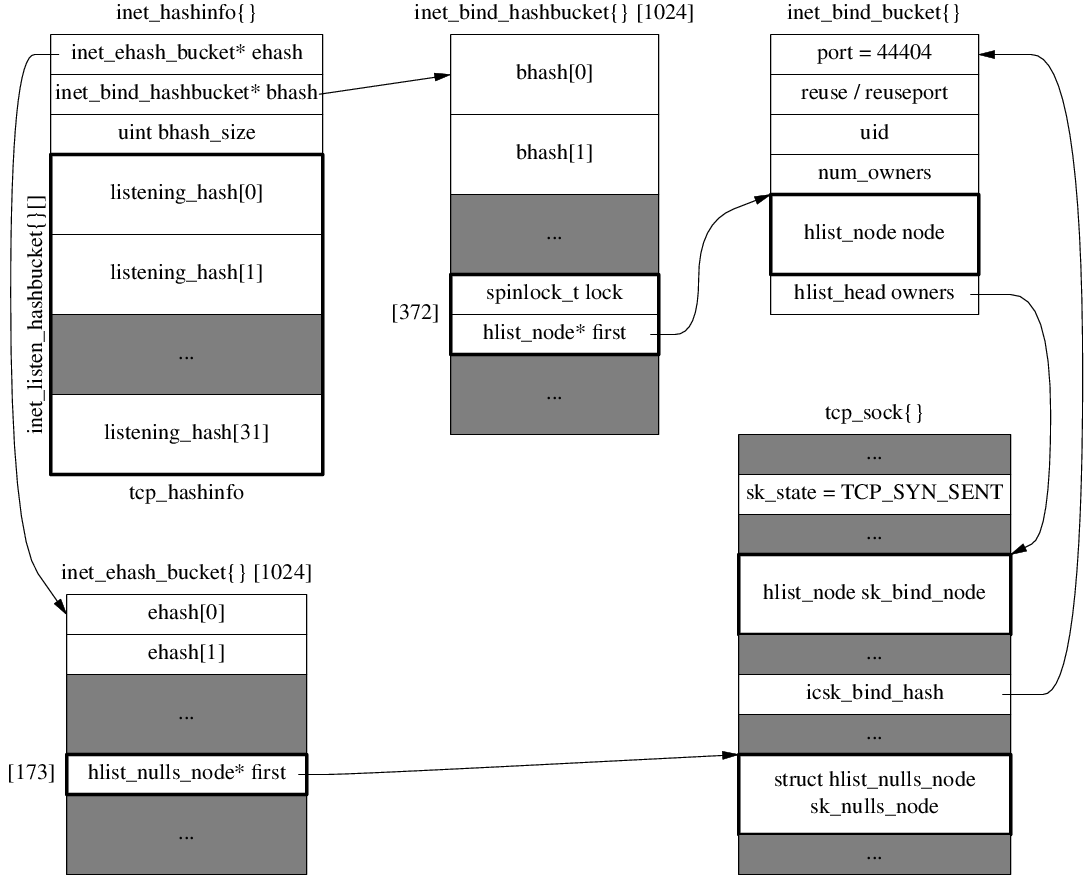 inet_hashinfo{}
inet_ehash_bucket* ehash
inet_bind_hashbucket* bhash
uint bhash_size
listening_hash[0]
listening_hash[1]
...
listening_hash[31]
inet_listen_hashbucket{}[]
tcp_hashinfo
inet_bind_hashbucket{} [1024]
bhash[0]
bhash[1]
...
[372]
spinlock_t lock
hlist_node* first
...
inet_bind_bucket{}
port = 44404
reuse / reuseport
uid
num_owners
hlist_node node
hlist_head owners
inet_ehash_bucket{} [1024]
ehash[0]
ehash[1]
...
[173]
hlist_nulls_node* first
...
tcp_sock{}
...
sk_state = TCP_SYN_SENT
...
hlist_node sk_bind_node
...
icsk_bind_hash
...
struct hlist_nulls_node
sk_nulls_node
...